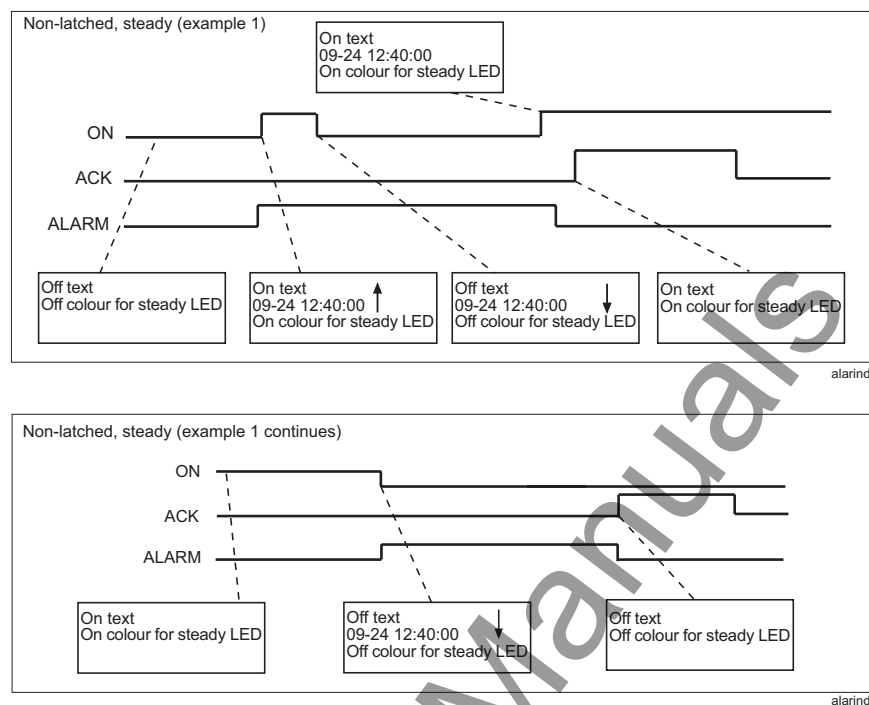 Non-latched, steady (example 1)
On text
09-24 12:40:00
On colour for steady LED
ON
ACK
ALARM
Off text
Off colour for steady LED
On text
09-24 12:40:00
On colour for steady LED
Off text
09-24 12:40:00
Off colour for steady LED
On text
On colour for steady LED
alarind
Non-latched, steady (example 1 continues)
ON
ACK
ALARM
On text
On colour for steady LED
Off text
09-24 12:40:00
Off colour for steady LED
Off text
Off colour for steady LED
alarind
Manuals